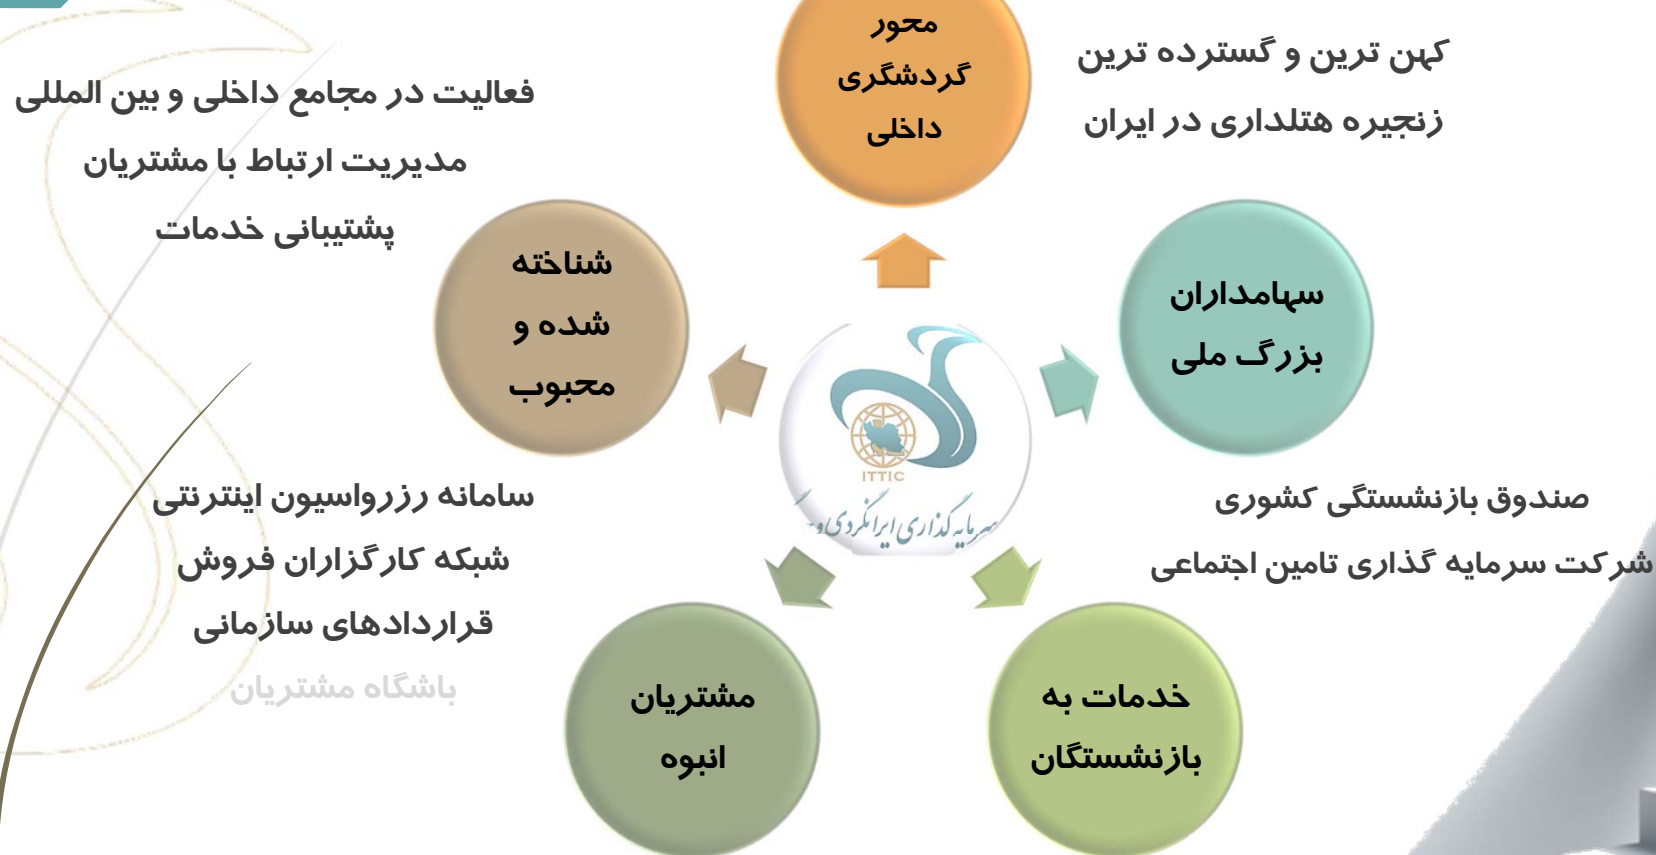 محور
گردشگری
داخلی
کهن ترین و گسترده ترین
زنجیره هتلداری در ایران
سهامداران
بزرگ ملی
صندوق بازنشستگی کشوری
شرکت سرمایه گذاری تامین اجتماعی
خدمات به
بازنشستگان
مشتریان
انبوه
سامانه رزرواسیون اینترنتی
شبکه کارگزاران فروش
قراردادهای سازمانی
باشگاه مشتریان
شناخته
شده و
محبوب
فعالیت در مجامع داخلی و بین المللی
مدیریت ارتباط با مشتریان
پشتیبانی خدمات
ITTIC
سرمایه گذاری ایرانگردی و